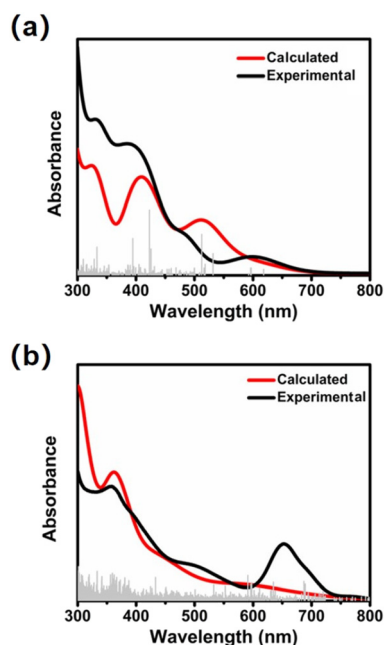 (a)
Calculated
Experimental
Absorbance
300 400 500 600 700 800
Wavelength (nm)
(b)
Calculated
Experimental
Absorbance
300 400 500 600 700 800
Wavelength (nm)